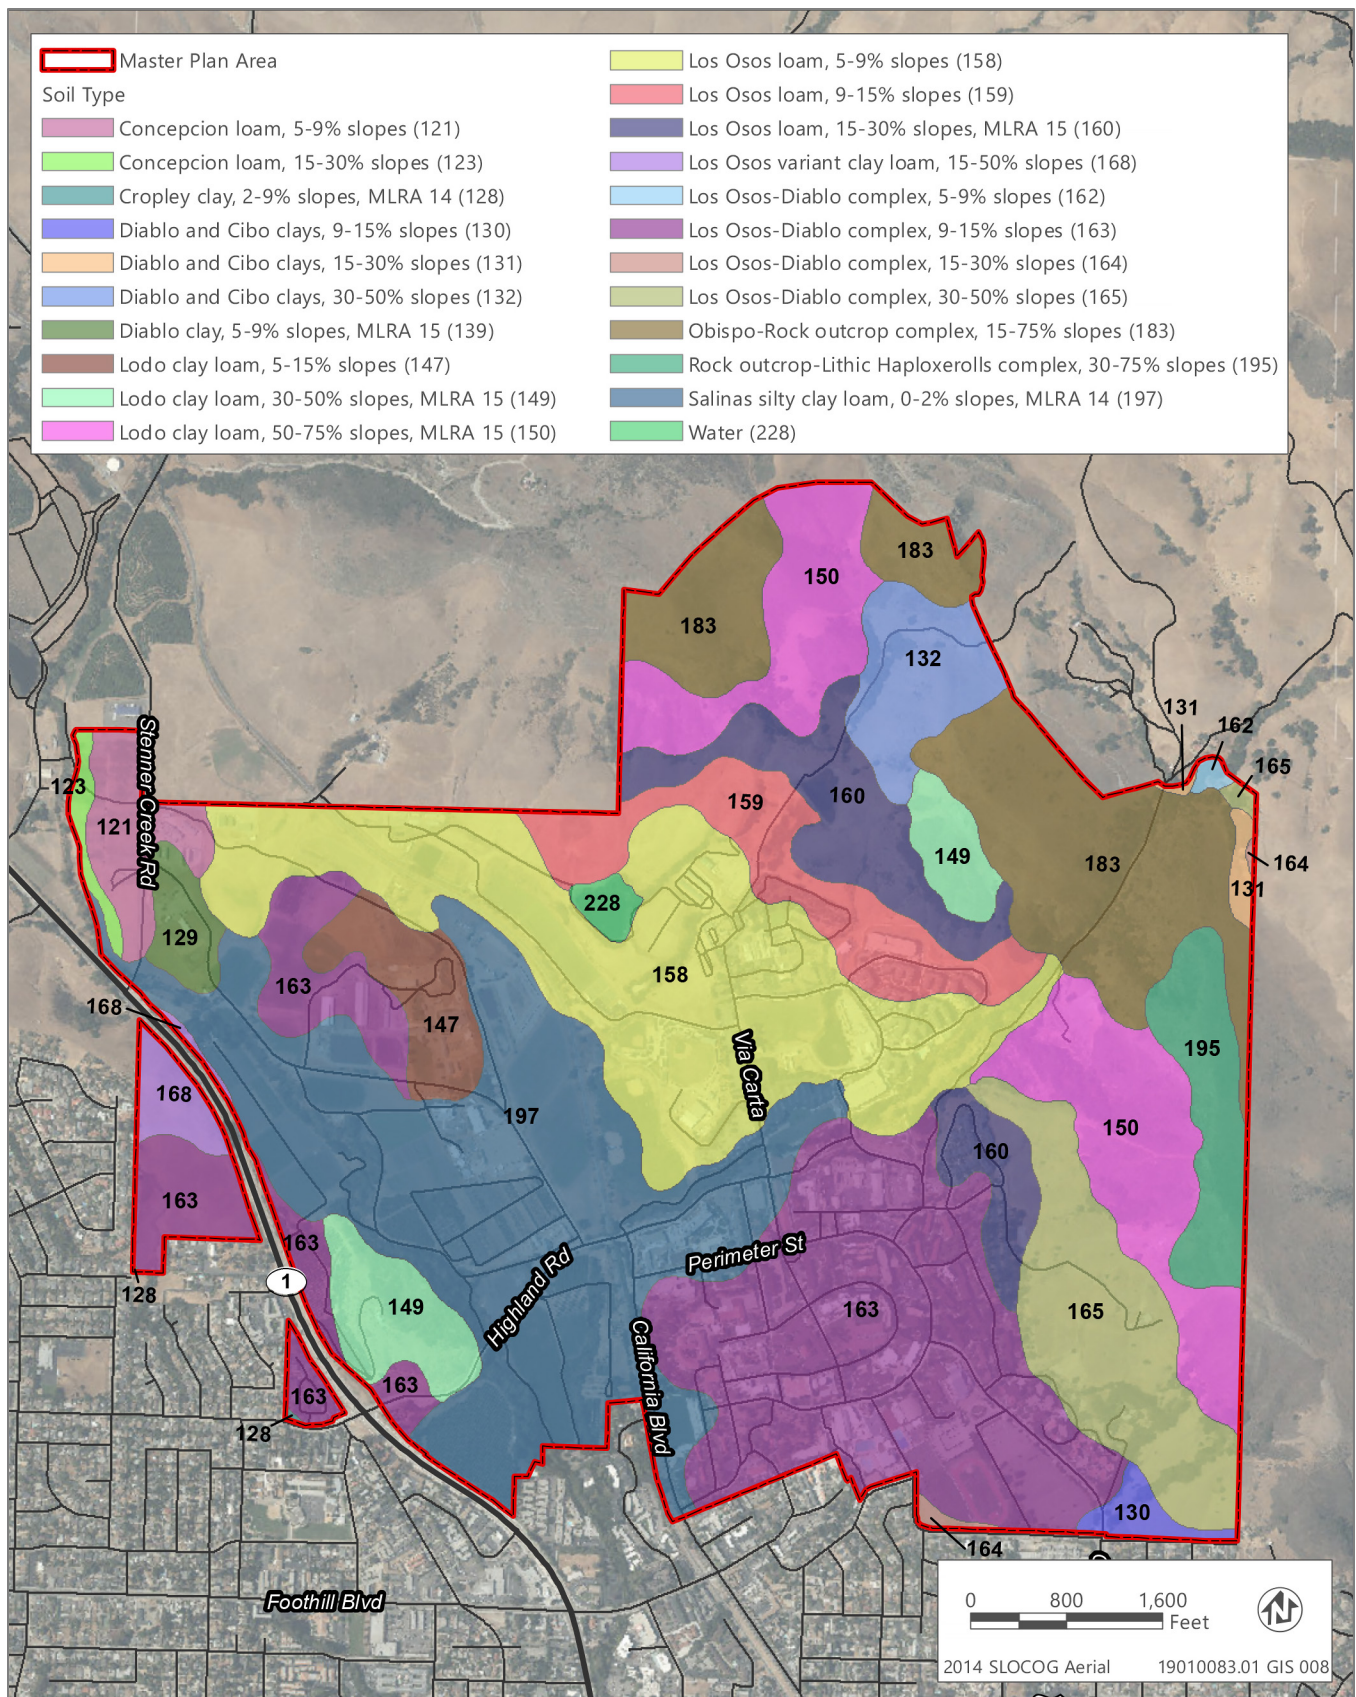 Master Plan Area
Soil Type
Concepcion loam, 5-9% slopes (121)
Concepcion loam, 15-30% slopes (123)
Cropley clay, 2-9% slopes, MLRA 14 (128)
Diablo and Cibo clays, 9-15% slopes (130)
Diablo and Cibo clays, 15-30% slopes (131)
Diablo and Cibo clays, 30-50% slopes (132)
Diablo clay, 5-9% slopes, MLRA 15 (139)
Lodo clay loam, 5-15% slopes (147)
Lodo clay loam, 30-50% slopes, MLRA 15 (149)
Lodo clay loam, 50-75% slopes, MLRA 15 (150)
Los Osos loam, 5-9% slopes (158)
Los Osos loam, 9-15% slopes (159)
Los Osos loam, 15-30% slopes, MLRA 15 (160)
Los Osos variant clay loam, 15-50% slopes (168)
Los Osos-Diablo complex, 5-9% slopes (162)
Los Osos-Diablo complex, 9-15% slopes (163)
Los Osos-Diablo complex, 15-30% slopes (164)
Los Osos-Diablo complex, 30-50% slopes (165)
Obispo-Rock outcrop complex, 15-75% slopes (183)
Rock outcrop-Lithic Haploxerolls complex, 30-75% slopes (195)
Salinas silty clay loam, 0-2% slopes, MLRA 14 (197)
Water (228)
183
150
183
132
131
162
165
123
Stenner Creek Rd
121
159
160
149
183
164
131
228
129
158
163
147
168
195
Via Carta
168
197
150
160
163
163
Perimeter St
1
128
149
Highland Rd
163
165
California Blvd
163
163
128
130
164
Foothill Blvd
0 800 1,600
Feet
2014 SLOCOG Aerial 19010083.01 GIS 008